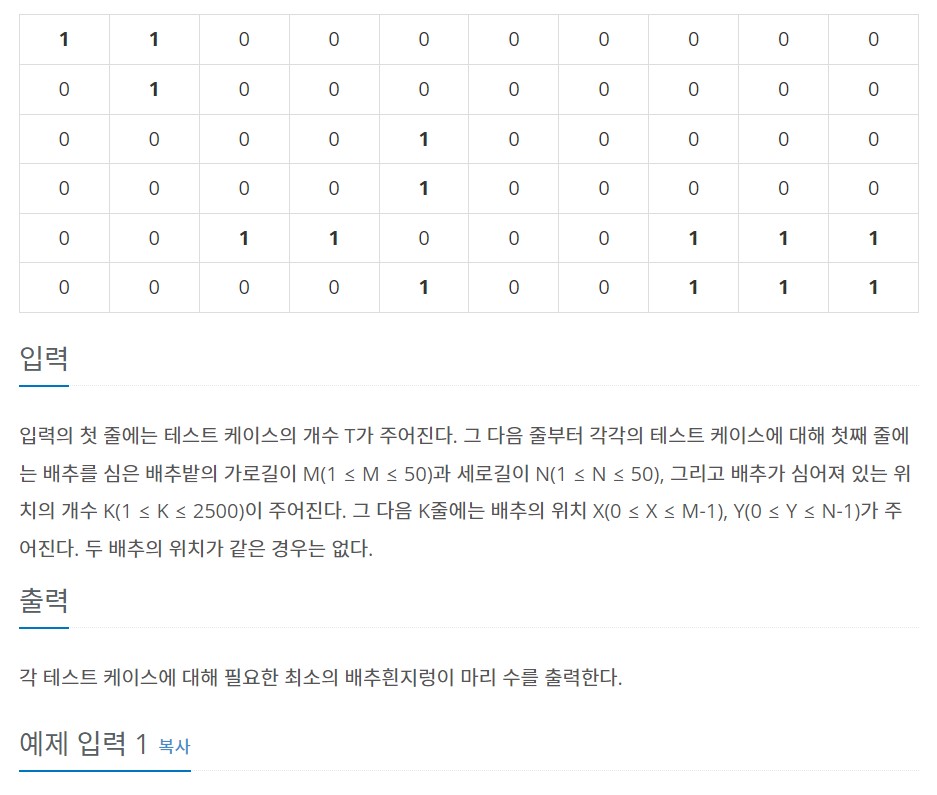 1 1 0 0 0 0 0 0 0 0
0 1 0 0 0 0 0 0 0 0
0 0 0 0 1 0 0 0 0 0
0 0 0 0 1 0 0 0 0 0
0 0 1 1 0 0 0 1 1 1
0 0 0 0 1 0 0 1 1 1
입력
입력의 첫 줄에는 테스트 케이스의 개수 T가 주어진다. 그 다음 줄부터 각각의 테스트 케이스에 대해 첫째 줄에
는 배추를 심은 배추밭의 가로길이 M(1 ≤ M ≤ 50)과 세로길이 N(1 ≤ N ≤ 50), 그리고 배추가 심어져 있는 위
치의 개수 K(1 ≤ K ≤ 2500)이 주어진다. 그 다음 K줄에는 배추의 위치 X(0 ≤ X ≤ M-1), Y(0 ≤ Y ≤ N-1)가 주
어진다. 두 배추의 위치가 같은 경우는 없다.
출력
각 테스트 케이스에 대해 필요한 최소의 배추흰지렁이 마리 수를 출력한다.
예제 입력 1 복사